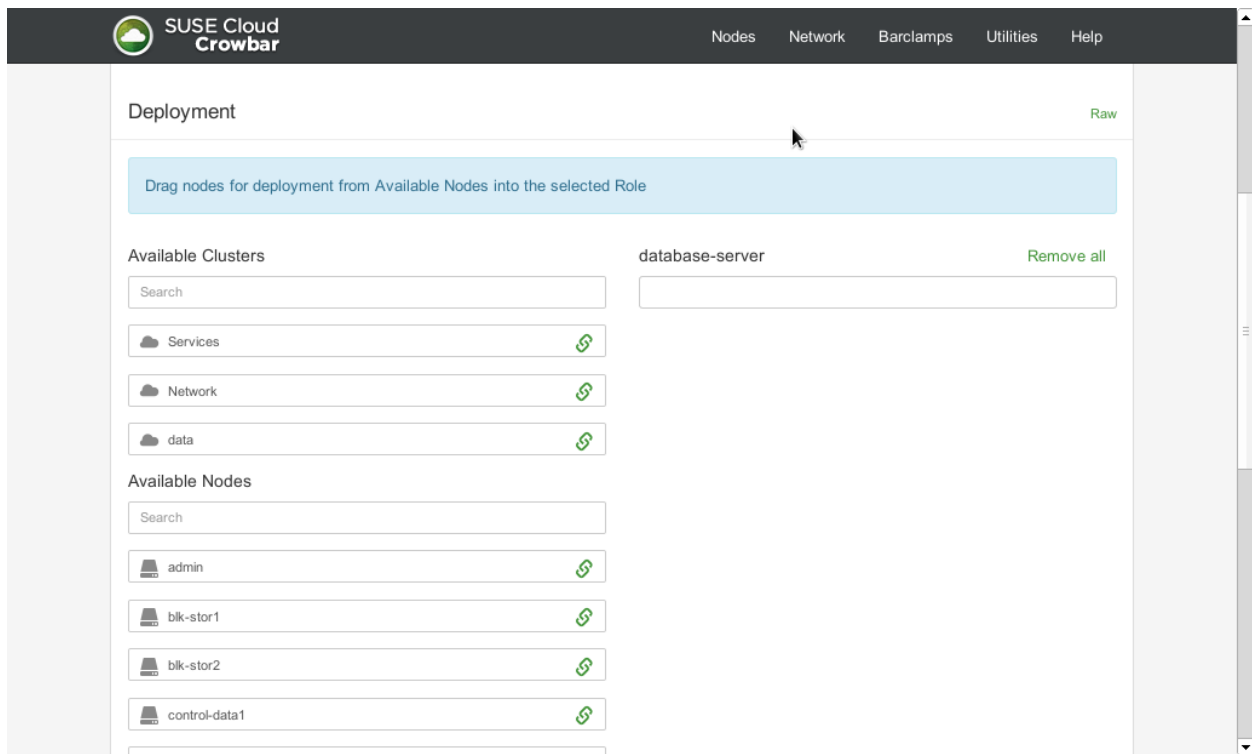 SUSE Cloud
Crowbar
Nodes Network Barclamps Utilities Help
Deployment
Raw
Drag nodes for deployment from Available Nodes into the selected Role
Available Clusters
Search
Services
Network
data
Available Nodes
Search
admin
blk-stor1
blk-stor2
control-data1
database-server
Remove all